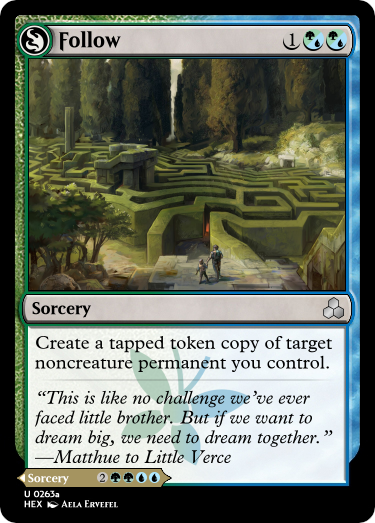 Follow 1
Sorcery
Create a tapped token copy of target
noncreature permanent you control.
“This is like no challenge we’ve ever
faced little brother. But if we want to
dream big, we need to dream together.”
—Matthue to Little Verce
Sorcery 2
U 0263a
HEX Aela Ervefel